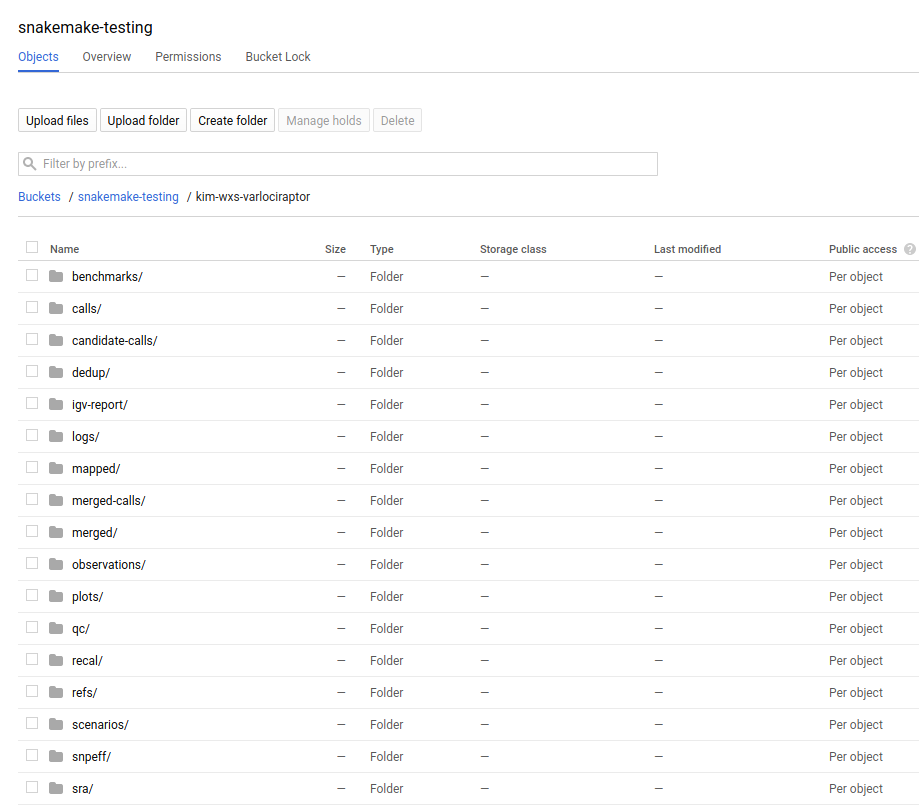 snakemake-testing
Objects Overview Permissions Bucket Lock
Upload files Upload folder Create folder Manage holds Delete
Filter by prefix...
Buckets / snakemake-testing / kim-wxs-varlociraptor
Name Size Type Storage class Last modified Public access ?
benchmarks/ — Folder — — Per object
calls/ — Folder — — Per object
candidate-calls/ — Folder — — Per object
dedup/ — Folder — — Per object
igv-report/ — Folder — — Per object
logs/ — Folder — — Per object
mapped/ — Folder — — Per object
merged-calls/ — Folder — — Per object
merged/ — Folder — — Per object
observations/ — Folder — — Per object
plots/ — Folder — — Per object
qc/ — Folder — — Per object
recal/ — Folder — — Per object
refs/ — Folder — — Per object
scenarios/ — Folder — — Per object
snpeff/ — Folder — — Per object
sra/ — Folder — — Per object